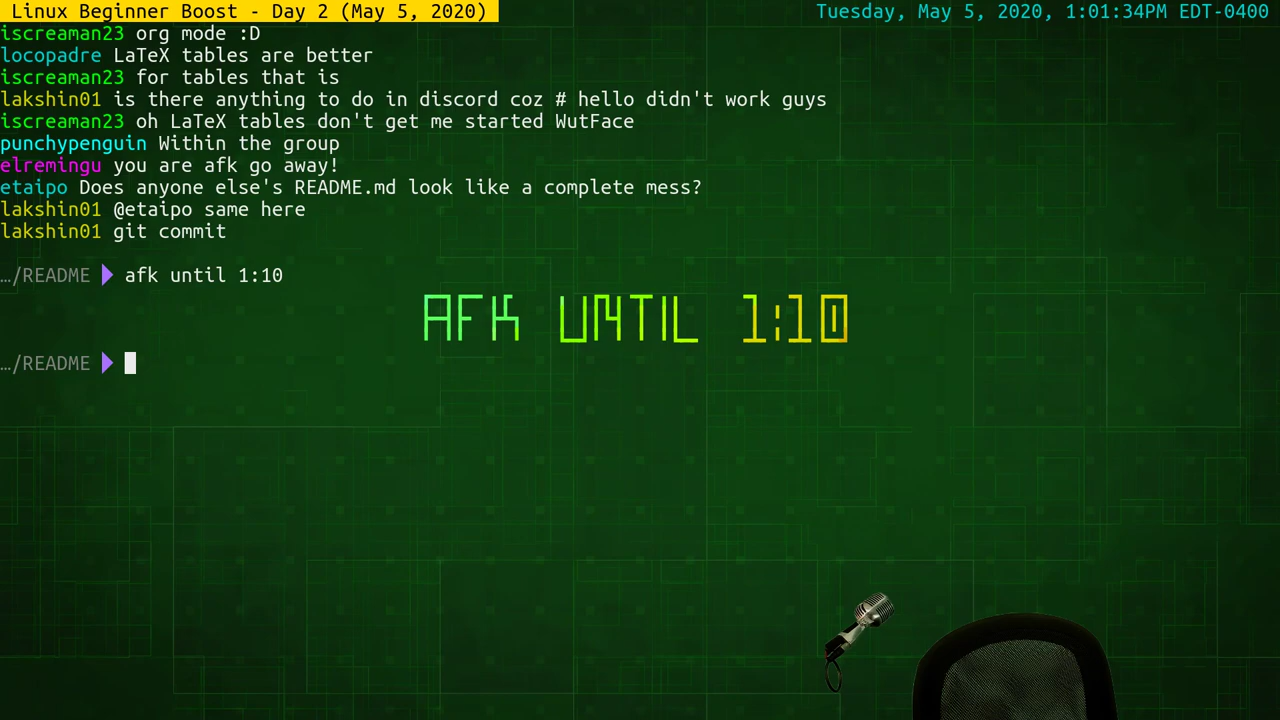 Linux Beginner Boost - Day 2 (May 5, 2020)
Tuesday, May 5, 2020, 1:01:34PM EDT-0400
iscreaman23 org mode :D
locopadre LaTeX tables are better
iscreaman23 for tables that is
lakshin01 is there anything to do in discord coz # hello didn't work guys
iscreaman23 oh LaTeX tables don't get me started WutFace
punchypenguin Within the group
elremingu you are afk go away!
etaipo Does anyone else's README.md look like a complete mess?
lakshin01 @etaipo same here
lakshin01 git commit
…/README afk until 1:10
AFK UNTIL 1:10
…/README